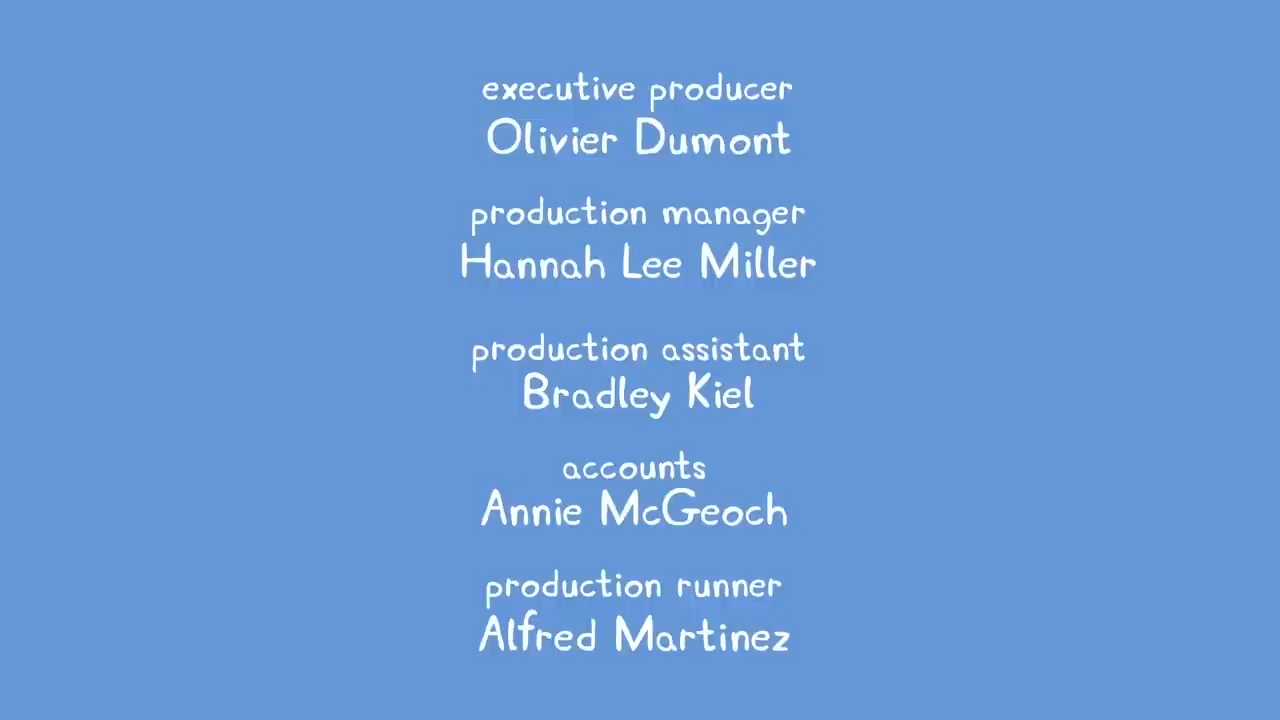 executive producer
Olivier Dumont
production manager
Hannah Lee Miller
production assistant
Bradley Kiel
accounts
Annie McGeoch
production runner
Alfred Martinez